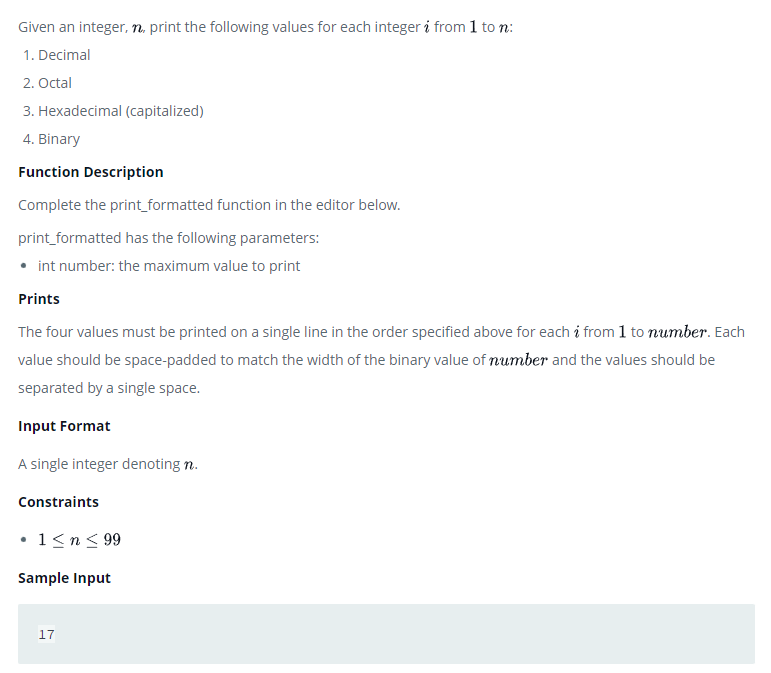 Given an integer, n, print the following values for each integer i from 1 to n:
1. Decimal
2. Octal
3. Hexadecimal (capitalized)
4. Binary
Function Description
Complete the print_formatted function in the editor below.
print_formatted has the following parameters:
• int number: the maximum value to print
Prints
The four values must be printed on a single line in the order specified above for each i from 1 to number. Each
value should be space-padded to match the width of the binary value of number and the values should be
separated by a single space.
Input Format
A single integer denoting n.
Constraints
• 1 ≤ n ≤ 99
Sample Input
17